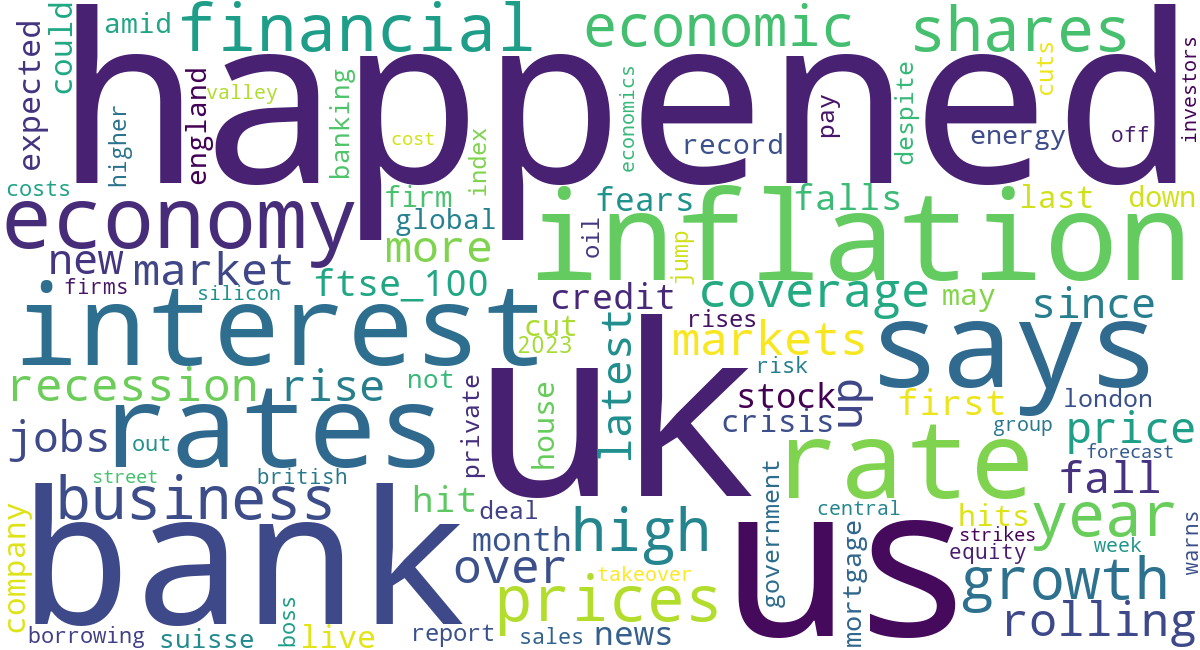 expected
could
amid
financial
economic
shares
cuts
investors
happened
higher
england
valley
banking
cost
index
economics
record
pay
despite
energy
off
costs
economy
firm
global
more
inflation
fears
falls
last
down
oil
jump
new
market
firms
silicon
ftse_100
credit
coverage
may
since
interest
cut
2023
latest
rises
markets
says
recession
rise
not
private
house
uk
risk
stock
crisis
up
first
london
group
price
forecast
jobs
rates
out
street
british
rate
fall
business
bank
hit
deal
month
over
high
government
central
mortgage
us
hits
year
strikes
equity
week
warns
company
prices
takeover
growth
rolling
borrowing
suisse
boss
live
report
sales
news